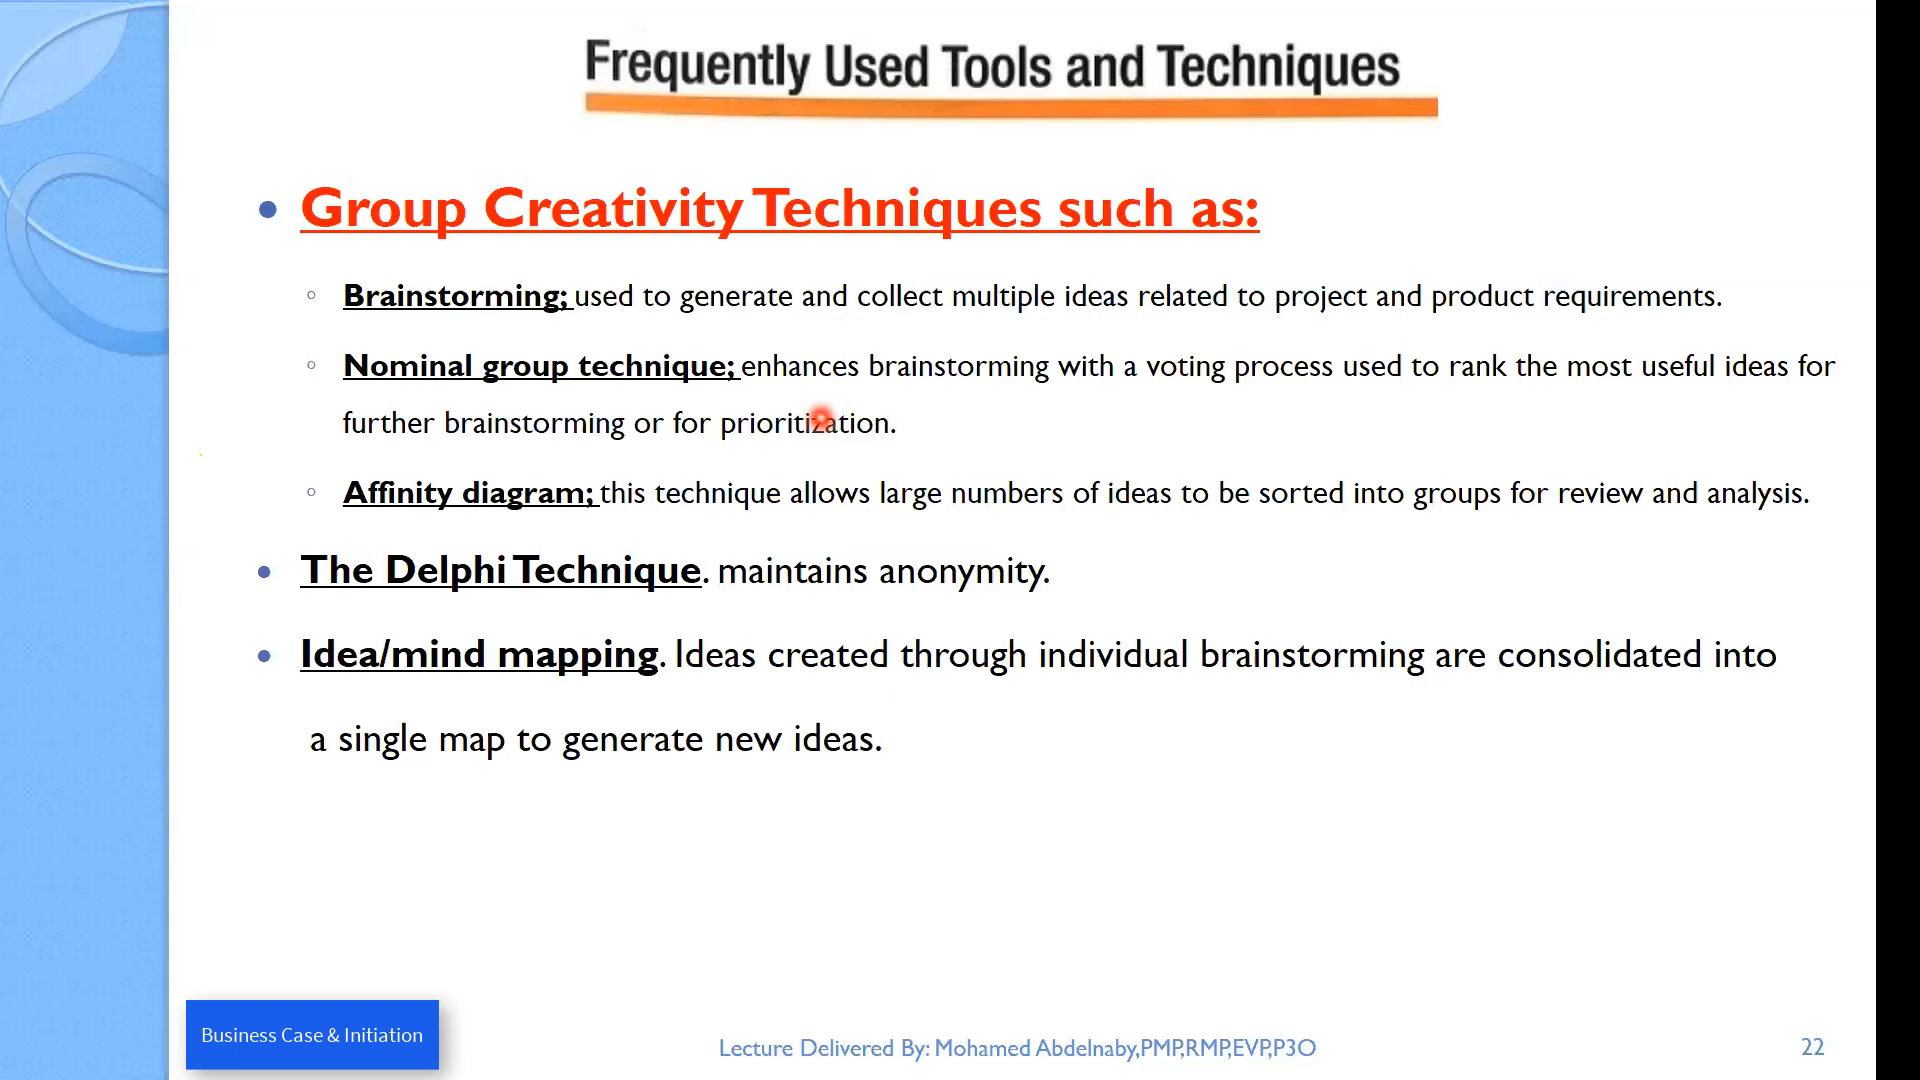 Frequently Used Tools and Techniques
• Group Creativity Techniques such as:
◦ Brainstorming; used to generate and collect multiple ideas related to project and product requirements.
◦ Nominal group technique; enhances brainstorming with a voting process used to rank the most useful ideas for
further brainstorming or for prioritization.
◦ Affinity diagram; this technique allows large numbers of ideas to be sorted into groups for review and analysis.
• The Delphi Technique. maintains anonymity.
• Idea/mind mapping. Ideas created through individual brainstorming are consolidated into
a single map to generate new ideas.
Business Case & Initiation
Lecture Delivered By: Mohamed Abdelnaby,PMP,RMP,EVP,P3O
22